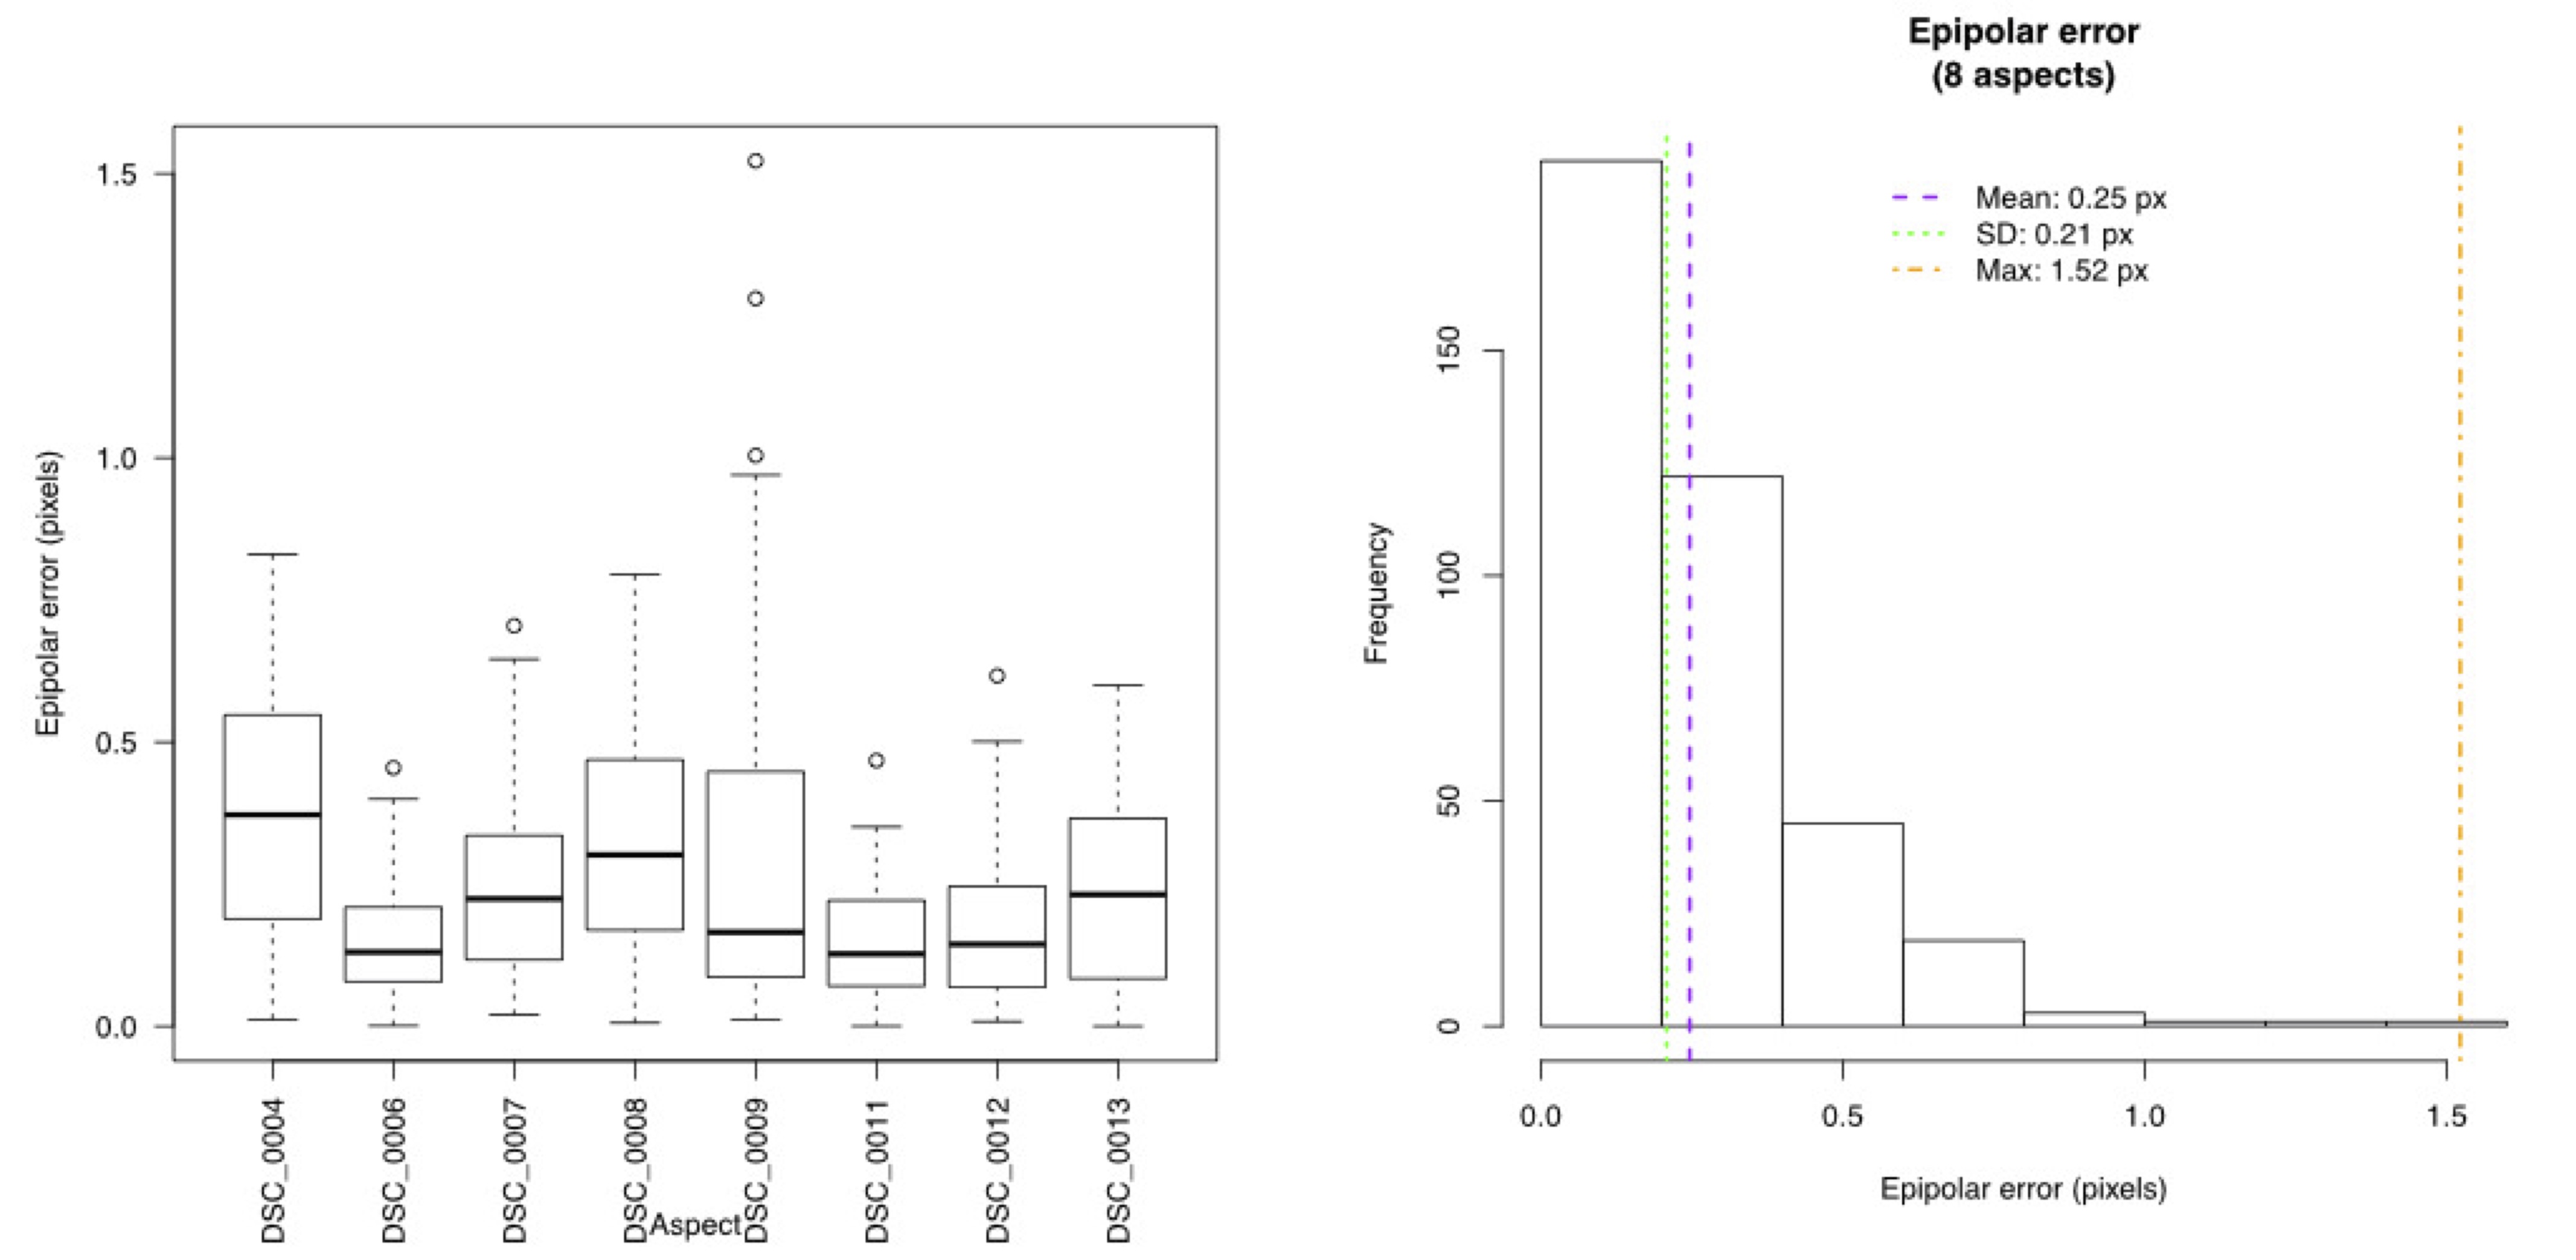 Epipolar error (pixels)
1.5
1.0
0.5
0.0
DSC_0004
DSC_0006
DSC_0007
DSC_0008
DSC_0009
DSC_0011
DSC_0012
DSC_0013
Aspect
Epipolar error
(8 aspects)
Mean: 0.25 px
SD: 0.21 px
Max: 1.52 px
Frequency
150
100
50
0
0.0 0.5 1.0 1.5
Epipolar error (pixels)